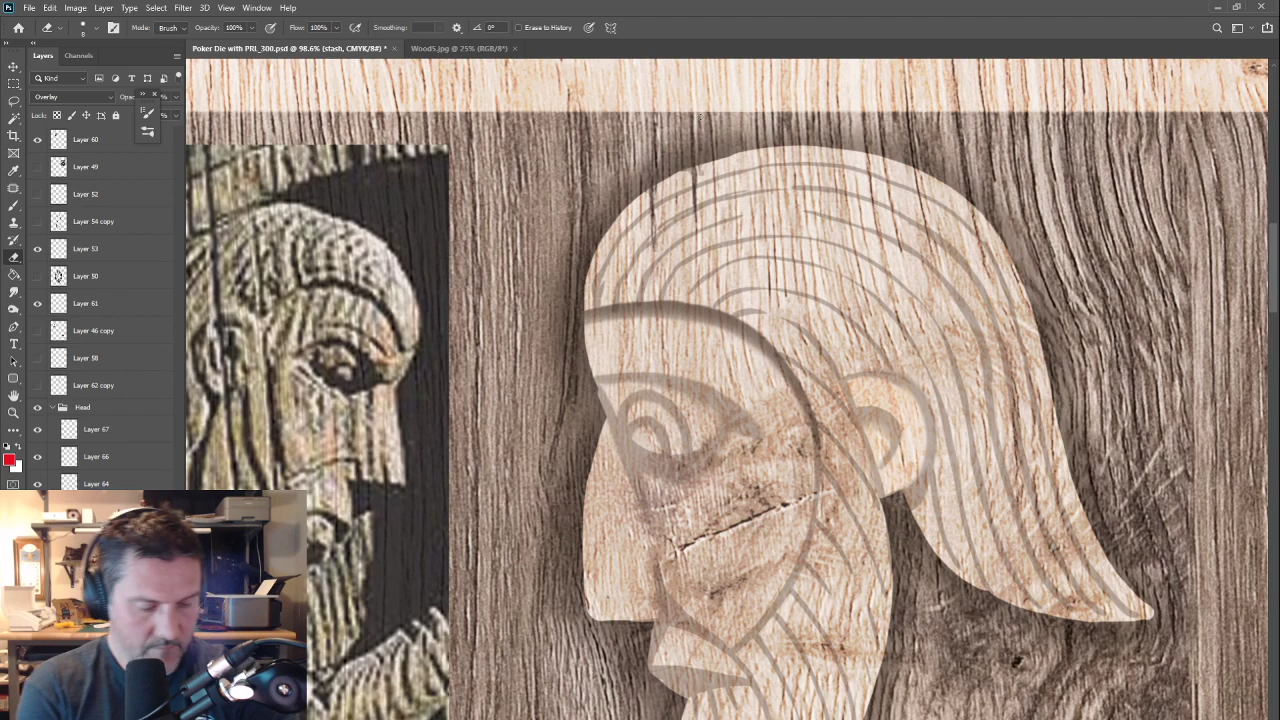 File Edit Image Layer Type Select Filter 3D View Window Help
8 Mode: Brush Opacity: 100% Flow: 100% Smoothing: 0° Erase to History
Poker Die with PRL_300.psd @ 98.6% (stash, CMYK/8#) * × Wood5.jpg @ 25% (RGB/8*) ×
Layers Channels
Kind
Overlay Opac
Lock: %
Layer 60
Layer 49
Layer 52
Layer 54 copy
Layer 53
Layer 50
Layer 61
Layer 46 copy
Layer 58
Layer 62 copy
Head
Layer 67
Layer 66
Layer 64